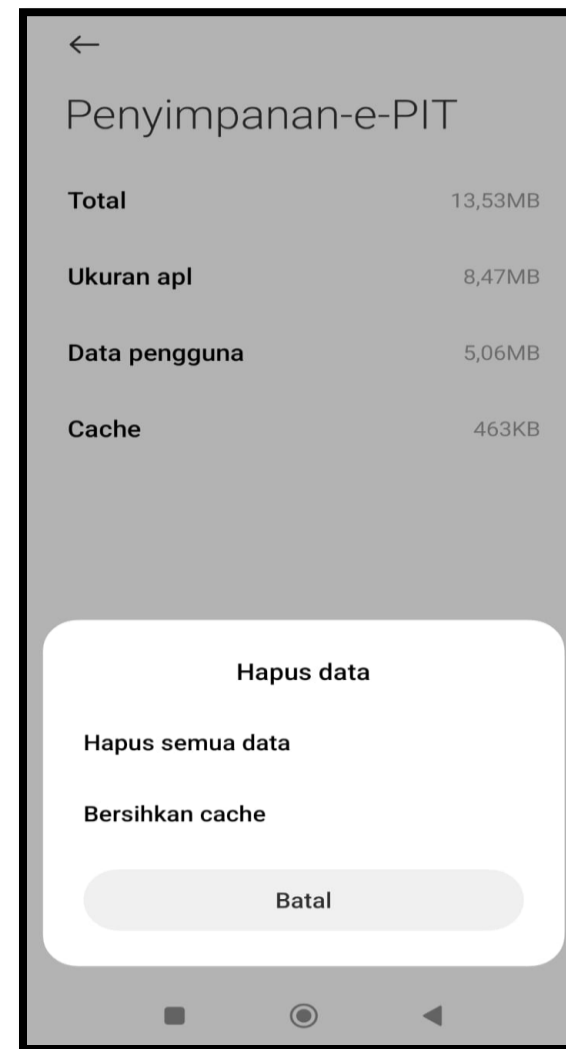 Penyimpanan-e-PIT
Total 13,53MB
Ukuran apl 8,47MB
Data pengguna 5,06MB
Cache 463KB
Hapus data
Hapus semua data
Bersihkan cache
Batal